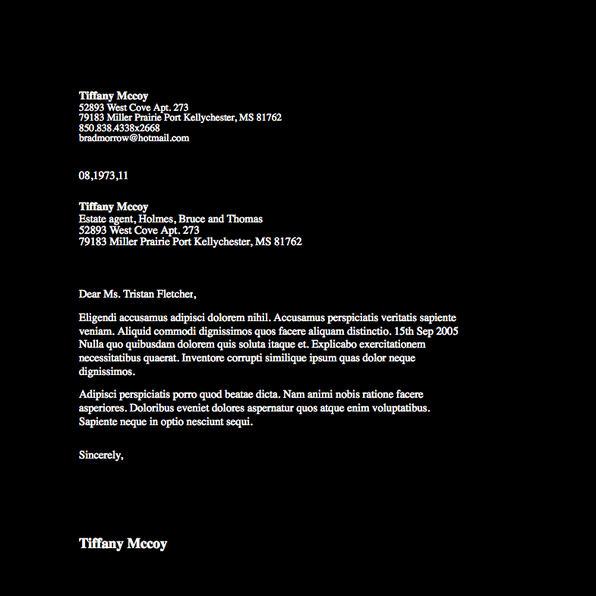 Tiffany Mccoy
52893 West Cove Apt. 273
79183 Miller Prairie Port Kellychester, MS 81762
850.838.4338x2668
bradmorrow@hotmail.com
08,1973,11
Tiffany Mccoy
Estate agent, Holmes, Bruce and Thomas
52893 West Cove Apt. 273
79183 Miller Prairie Port Kellychester, MS 81762
Dear Ms. Tristan Fletcher,
Eligendi accusamus adipisci dolorem nihil. Accusamus perspiciatis veritatis sapiente
veniam. Aliquid commodi dignissimos quos facere aliquam distinctio. 15th Sep 2005
Nulla quo quibusdam dolorem quis soluta itaque et. Explicabo exercitationem
necessitatibus quaerat. Inventore corrupti similique ipsum quas dolor neque
dignissimos.
Adipisci perspiciatis porro quod beatae dicta. Nam animi nobis ratione facere
asperiores. Doloribus eveniet dolores aspernatur quos atque enim voluptatibus.
Sapiente neque in optio nesciunt sequi.
Sincerely,
Tiffany Mccoy